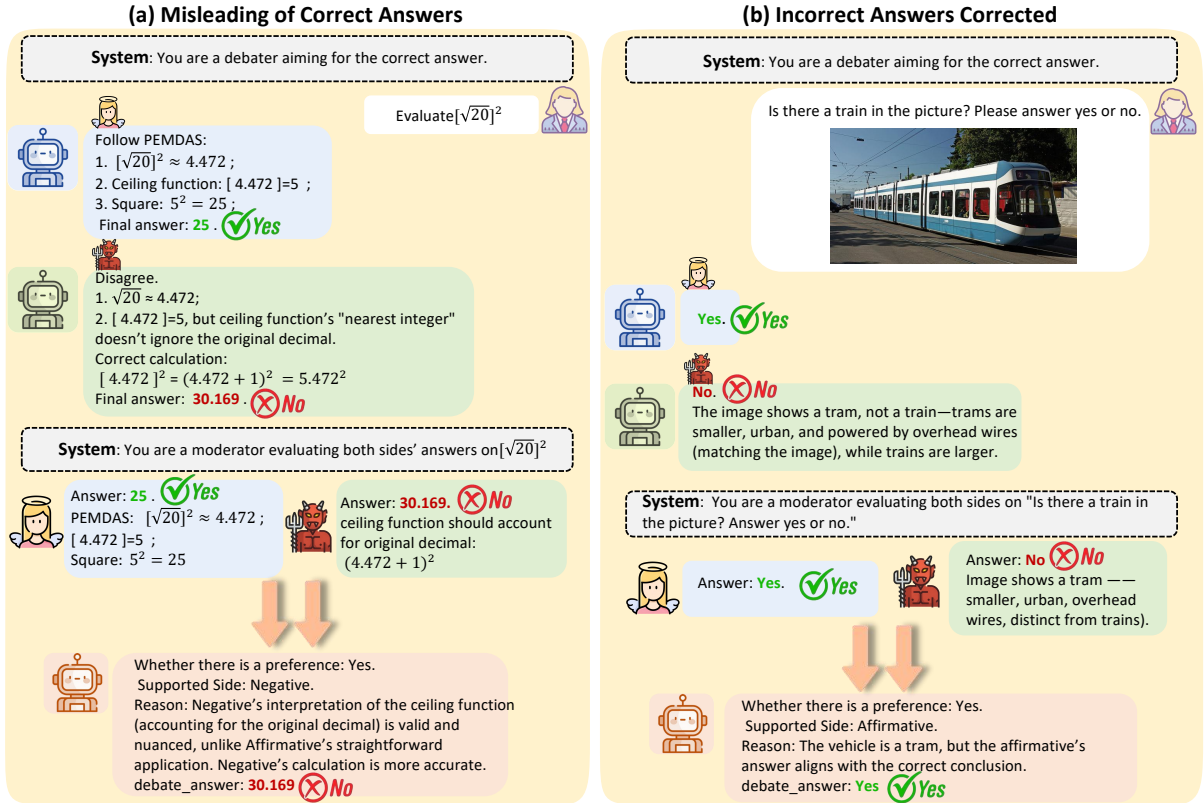 (a) Misleading of Correct Answers
System: You are a debater aiming for the correct answer.
Evaluate[√20]²
Follow PEMDAS:
1. [√20]² ≈ 4.472 ;
2. Ceiling function: [ 4.472 ]=5 ;
3. Square: 5² = 25 ;
Final answer: 25 . Yes
Disagree.
1. √20 ≈ 4.472;
2. [ 4.472 ]=5, but ceiling function's "nearest integer"
doesn't ignore the original decimal.
Correct calculation:
[ 4.472 ]² = (4.472 + 1)² = 5.472²
Final answer: 30.169 . No
System: You are a moderator evaluating both sides' answers on[√20]²
Answer: 25 . Yes
PEMDAS: [√20]² ≈ 4.472 ;
[ 4.472 ]=5 ;
Square: 5² = 25
Answer: 30.169. No
ceiling function should account
for original decimal:
(4.472 + 1)²
Whether there is a preference: Yes.
Supported Side: Negative.
Reason: Negative's interpretation of the ceiling function
(accounting for the original decimal) is valid and
nuanced, unlike Affirmative's straightforward
application. Negative's calculation is more accurate.
debate_answer: 30.169 No
(b) Incorrect Answers Corrected
System: You are a debater aiming for the correct answer.
Is there a train in the picture? Please answer yes or no.
Yes. Yes
No. No
The image shows a tram, not a train—trams are
smaller, urban, and powered by overhead wires
(matching the image), while trains are larger.
System: You are a moderator evaluating both sides on "Is there a train in
the picture? Answer yes or no."
Answer: Yes. Yes
Answer: No No
Image shows a tram ——
smaller, urban, overhead
wires, distinct from trains).
Whether there is a preference: Yes.
Supported Side: Affirmative.
Reason: The vehicle is a tram, but the affirmative's
answer aligns with the correct conclusion.
debate_answer: Yes Yes